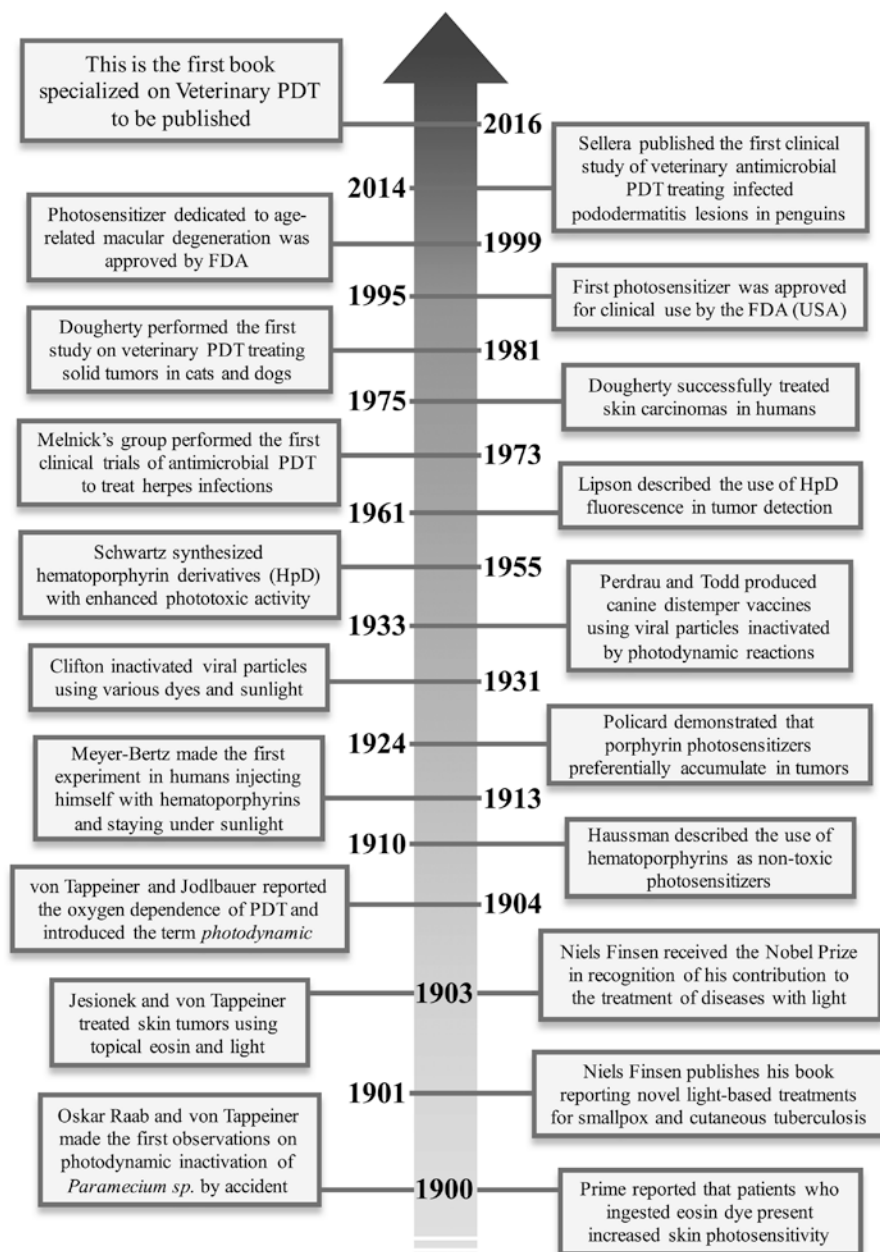 This is the first book
specialized on Veterinary PDT
to be published
2016
Sellera published the first clinical
study of veterinary antimicrobial
PDT treating infected
pododermatitis lesions in penguins
2014
Photosensitizer dedicated to age-
related macular degeneration was
approved by FDA
1999
First photosensitizer was approved
for clinical use by the FDA (USA)
1995
Dougherty performed the first
study on veterinary PDT treating
solid tumors in cats and dogs
1981
Dougherty successfully treated
skin carcinomas in humans
1975
Melnick's group performed the first
clinical trials of antimicrobial PDT
to treat herpes infections
1973
Lipson described the use of HpD
fluorescence in tumor detection
1961
Schwartz synthesized
hematoporphyrin derivatives (HpD)
with enhanced phototoxic activity
1955
Perdrau and Todd produced
canine distemper vaccines
using viral particles inactivated
by photodynamic reactions
1933
Clifton inactivated viral particles
using various dyes and sunlight
1931
Policard demonstrated that
porphyrin photosensitizers
preferentially accumulate in tumors
1924
Meyer-Bertz made the first
experiment in humans injecting
himself with hematoporphyrins
and staying under sunlight
1913
Haussman described the use of
hematoporphyrins as non-toxic
photosensitizers
1910
von Tappeiner and Jodlbauer reported
the oxygen dependence of PDT and
introduced the term photodynamic
1904
Niels Finsen received the Nobel Prize
in recognition of his contribution to
the treatment of diseases with light
1903
Jesionek and von Tappeiner
treated skin tumors using
topical eosin and light
Niels Finsen publishes his book
reporting novel light-based treatments
for smallpox and cutaneous tuberculosis
1901
Oskar Raab and von Tappeiner
made the first observations on
photodynamic inactivation of
Paramecium sp. by accident
1900
Prime reported that patients who
ingested eosin dye present
increased skin photosensitivity